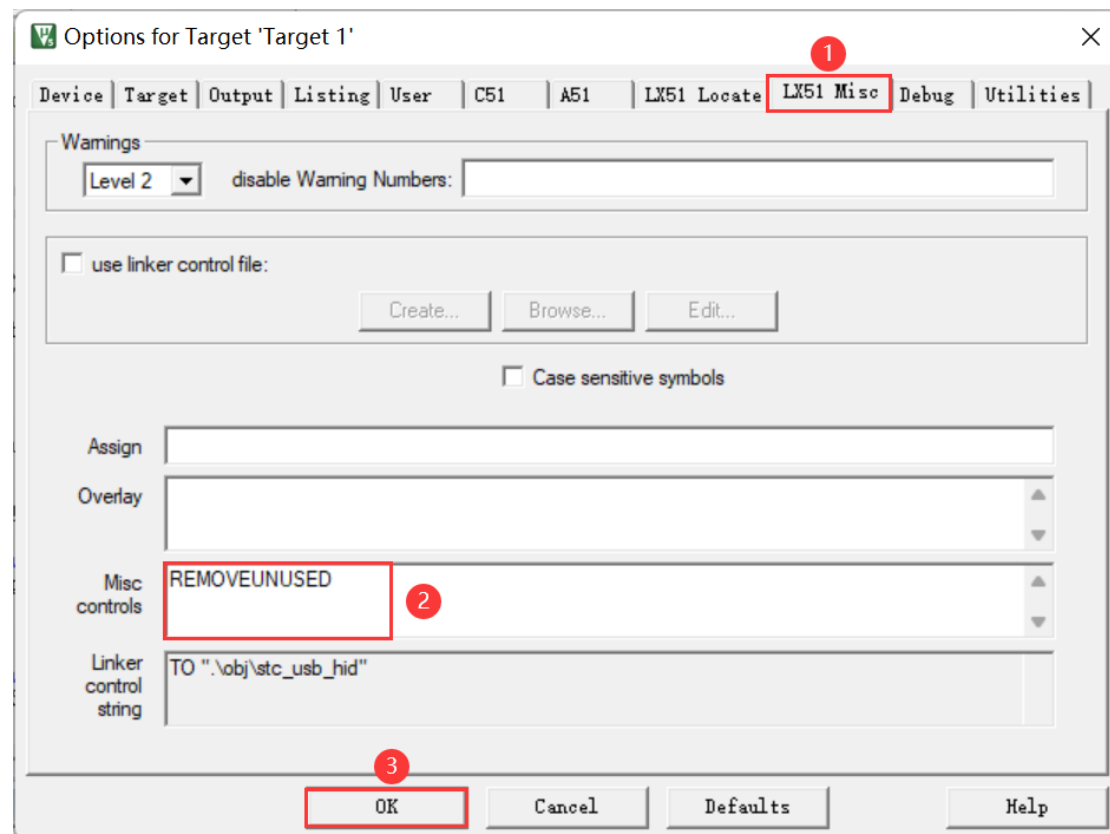 Options for Target 'Target 1'
1
Device Target Output Listing User C51 A51 LX51 Locate LX51 Misc Debug Utilities
Warnings
Level 2 disable Warning Numbers:
use linker control file:
Create... Browse... Edit...
Case sensitive symbols
Assign
Overlay
Misc controls REMOVEUNUSED
2
Linker control string TO ".\obj\stc_usb_hid"
3
OK Cancel Defaults Help